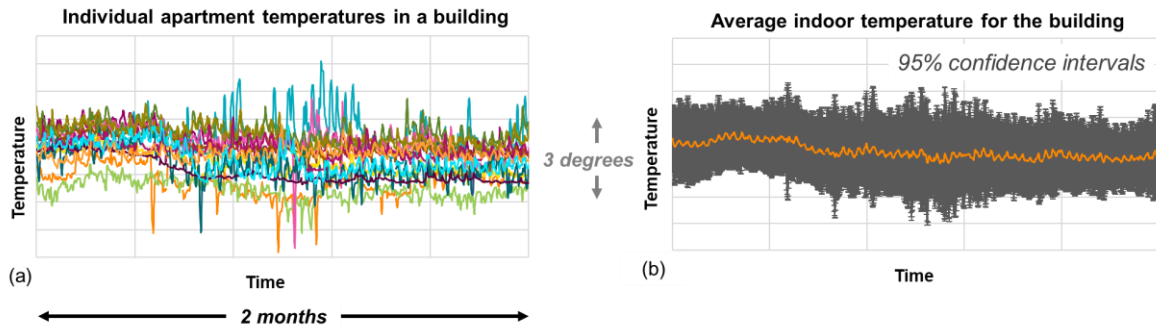 Individual apartment temperatures in a building
Temperature
3 degrees
Time
(a)
2 months
Average indoor temperature for the building
95% confidence intervals
Temperature
Time
(b)